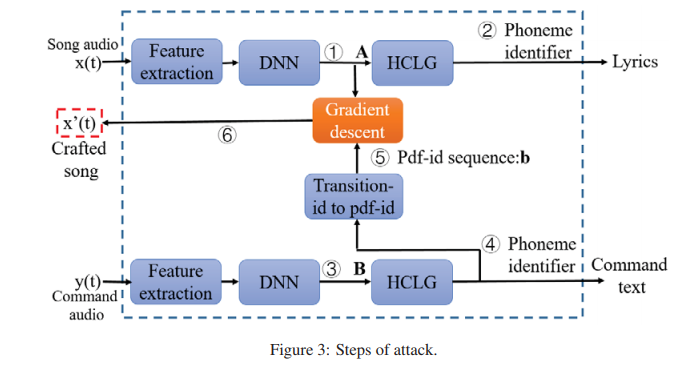 Song audio
x(t)
Feature
extraction
DNN
① A
HCLG
② Phoneme
identifier
Lyrics
x'(t)
Crafted
song
⑥
Gradient
descent
⑤ Pdf-id sequence:b
Transition-
id to pdf-id
④ Phoneme
identifier
y(t)
Command
audio
Feature
extraction
DNN
③ B
HCLG
Command
text
Figure 3: Steps of attack.